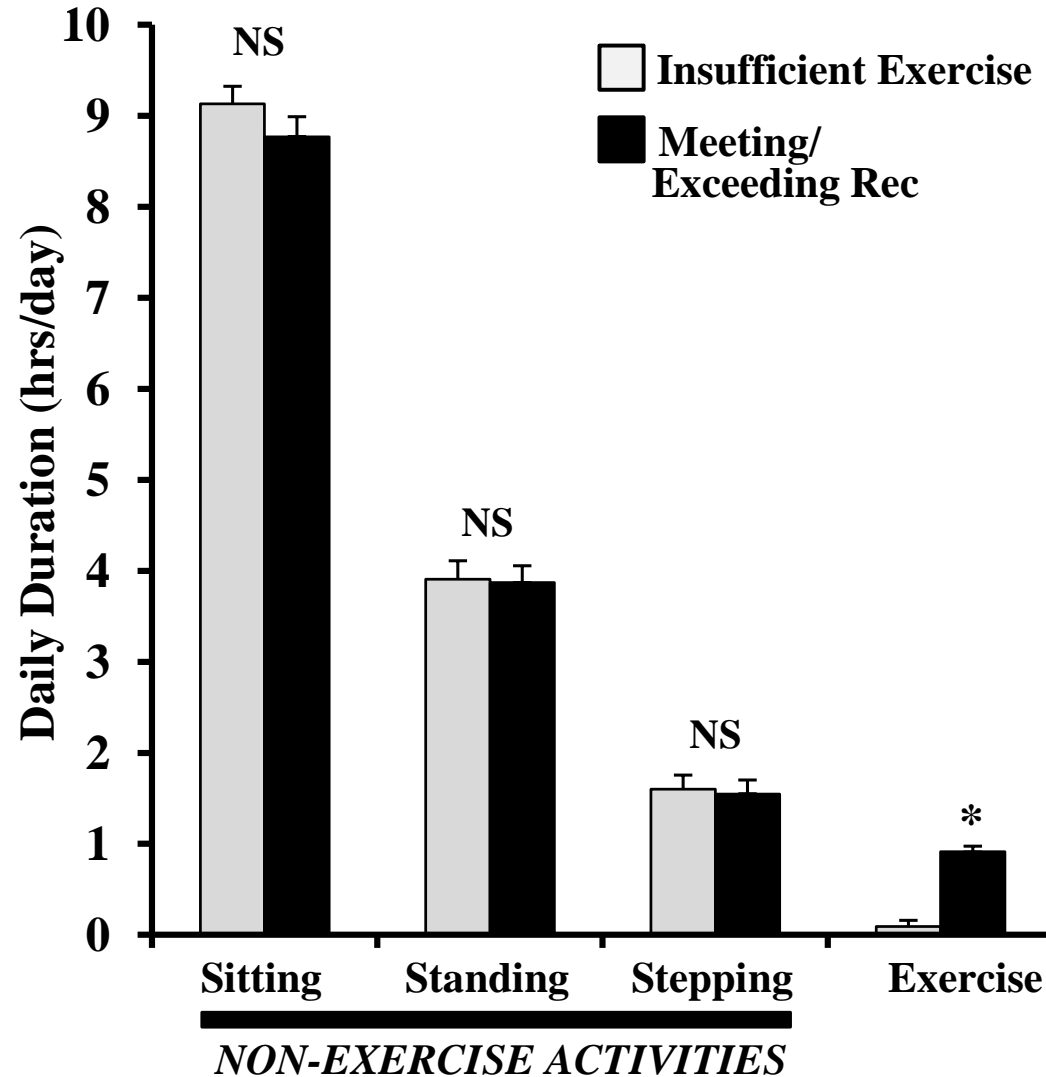 10
9
8
7
6
5
4
3
2
1
0
Daily Duration (hrs/day)
NS
NS
NS
*
Insufficient Exercise
Meeting/
Exceeding Rec
Sitting Standing Stepping Exercise
NON-EXERCISE ACTIVITIES